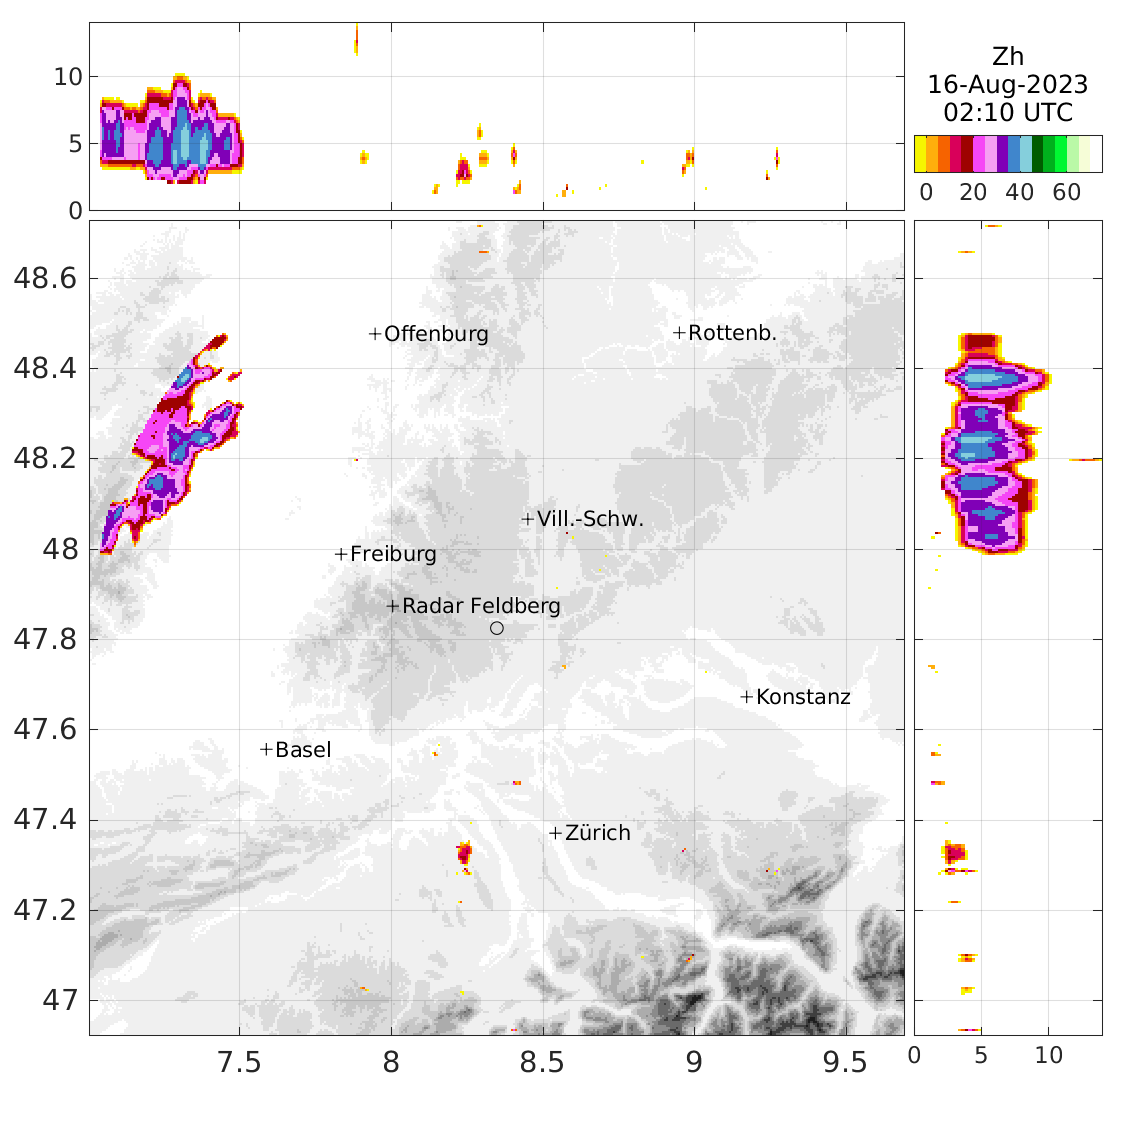 10
5
0
Zh
16-Aug-2023
02:10 UTC
0 20 40 60
48.6
48.4
48.2
48
47.8
47.6
47.4
47.2
47
Offenburg
Rottenb.
Vill.-Schw.
Freiburg
Radar Feldberg
Konstanz
Basel
Zürich
7.5 8 8.5 9 9.5
0 5 10